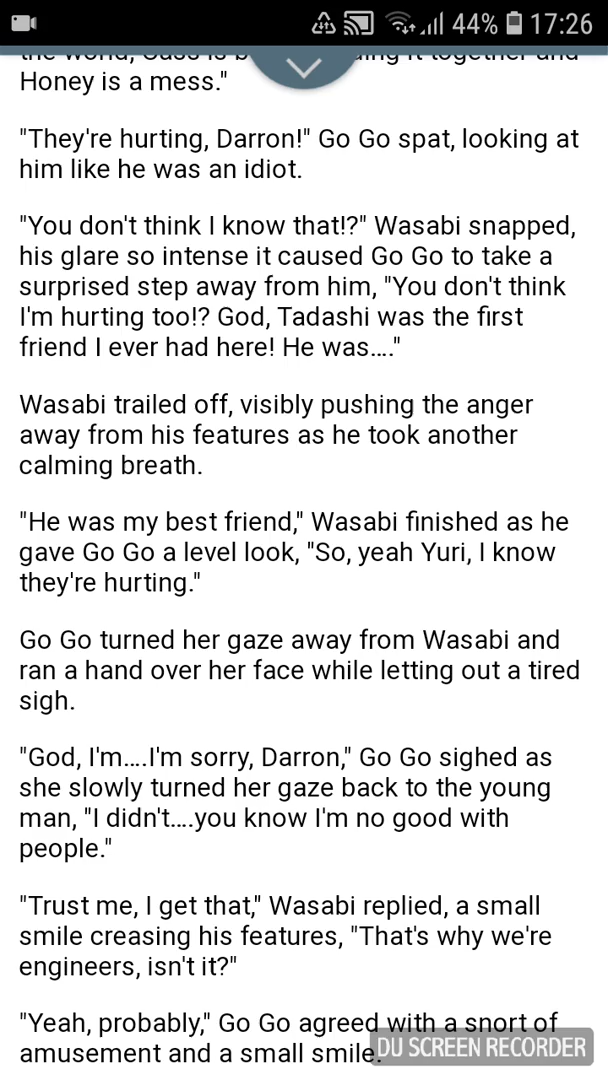 44% 17:26
Honey is a mess."
"They're hurting, Darron!" Go Go spat, looking at
him like he was an idiot.
"You don't think I know that!?" Wasabi snapped,
his glare so intense it caused Go Go to take a
surprised step away from him, "You don't think
I'm hurting too!? God, Tadashi was the first
friend I ever had here! He was...."
Wasabi trailed off, visibly pushing the anger
away from his features as he took another
calming breath.
"He was my best friend," Wasabi finished as he
gave Go Go a level look, "So, yeah Yuri, I know
they're hurting."
Go Go turned her gaze away from Wasabi and
ran a hand over her face while letting out a tired
sigh.
"God, I'm....I'm sorry, Darron," Go Go sighed as
she slowly turned her gaze back to the young
man, "I didn't....you know I'm no good with
people."
"Trust me, I get that," Wasabi replied, a small
smile creasing his features, "That's why we're
engineers, isn't it?"
"Yeah, probably," Go Go agreed with a snort of
amusement and a small smile.
DU SCREEN RECORDER